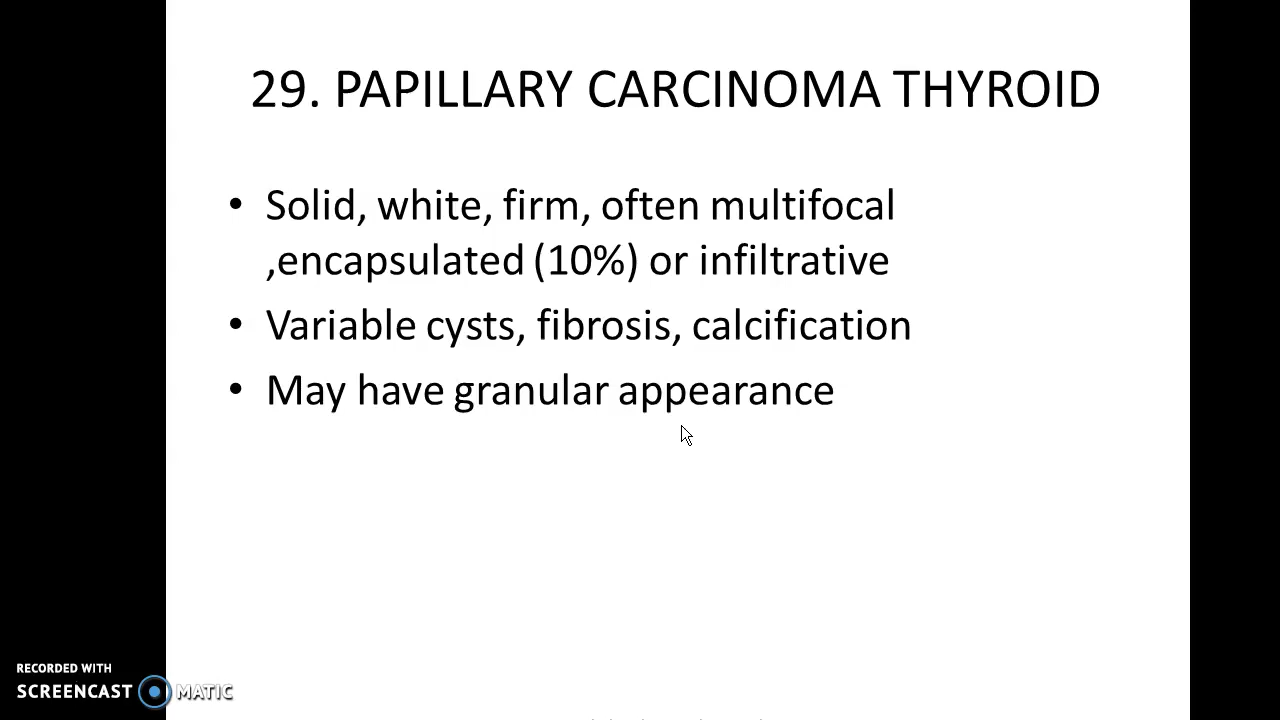 29. PAPILLARY CARCINOMA THYROID
• Solid, white, firm, often multifocal
,encapsulated (10%) or infiltrative
• Variable cysts, fibrosis, calcification
• May have granular appearance
RECORDED WITH
SCREENCAST MATIC